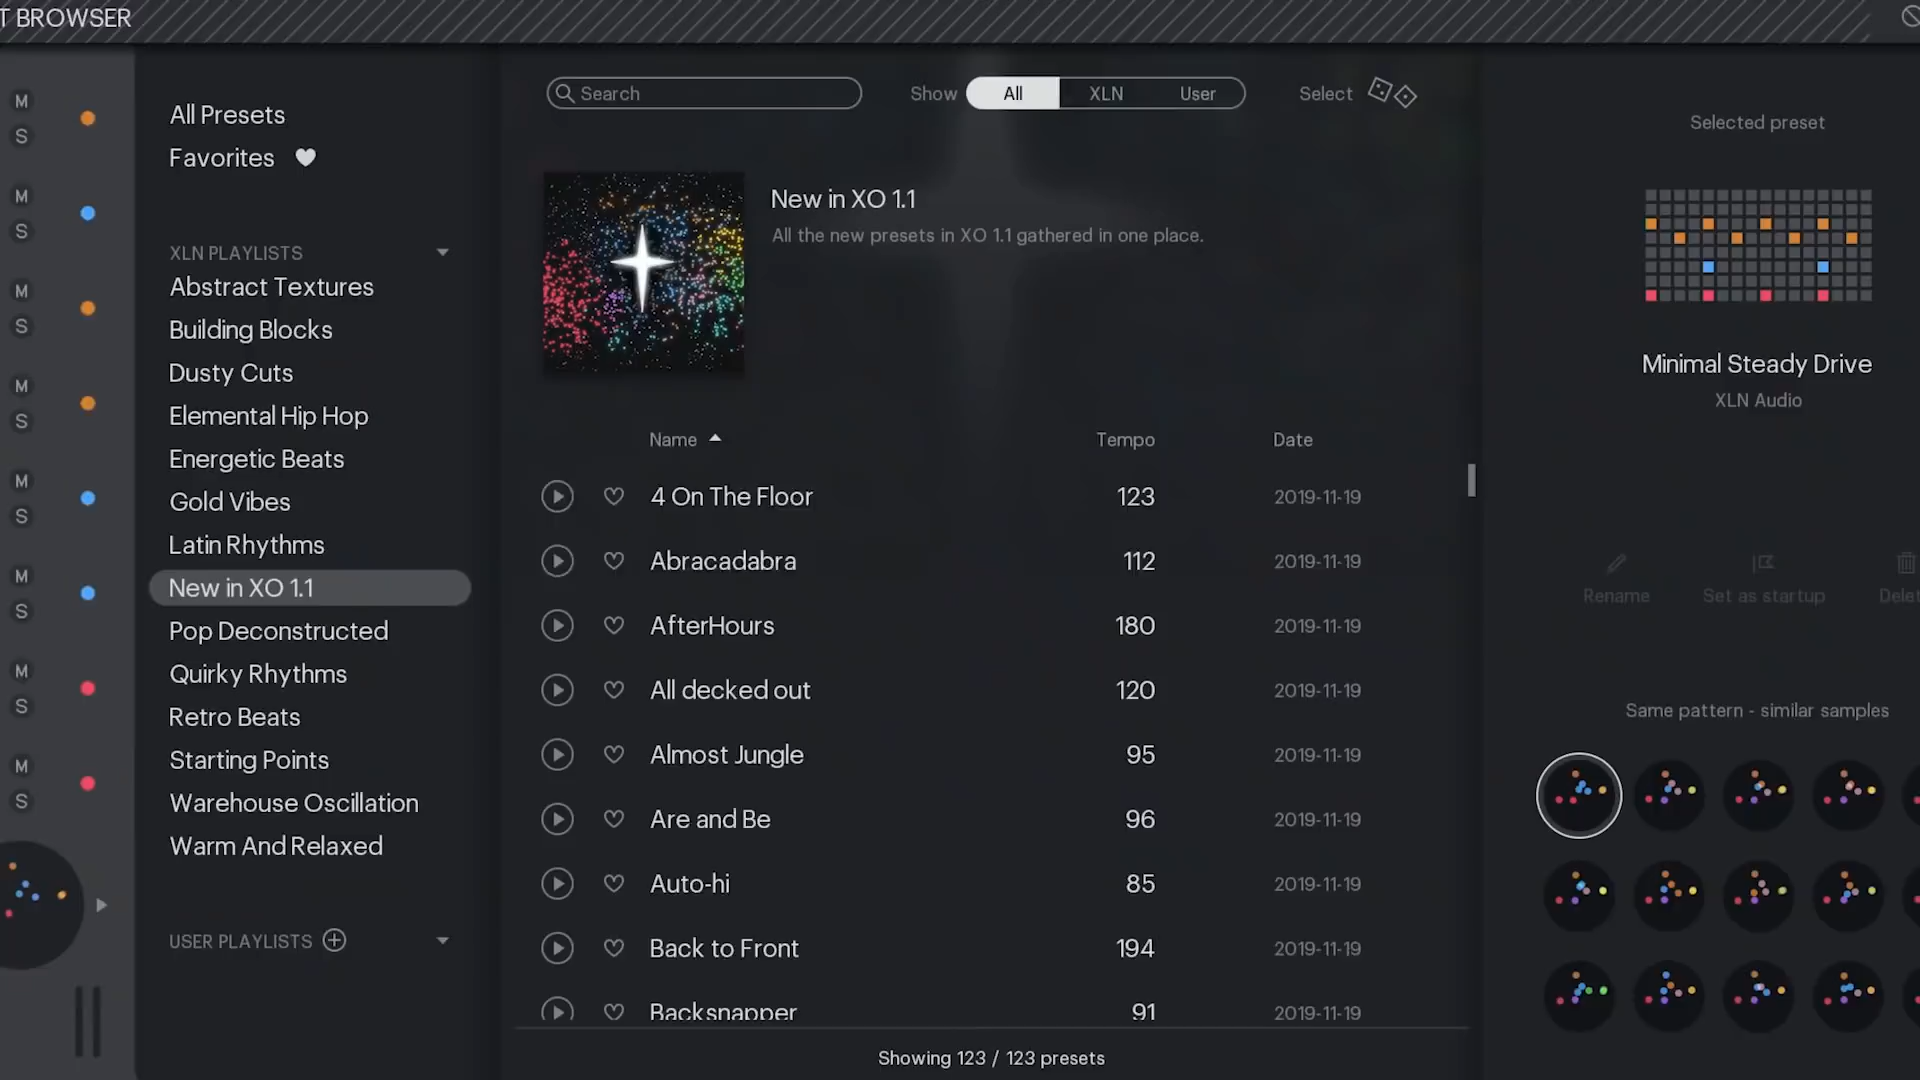 T BROWSER
M
S
M
S
M
S
M
S
M
S
M
S
M
S
M
S
All Presets
Favorites
XLN PLAYLISTS
Abstract Textures
Building Blocks
Dusty Cuts
Elemental Hip Hop
Energetic Beats
Gold Vibes
Latin Rhythms
New in XO 1.1
Pop Deconstructed
Quirky Rhythms
Retro Beats
Starting Points
Warehouse Oscillation
Warm And Relaxed
USER PLAYLISTS
Search
Show All XLN User
Select
New in XO 1.1
All the new presets in XO 1.1 gathered in one place.
Name Tempo Date
4 On The Floor 123 2019-11-19
Abracadabra 112 2019-11-19
AfterHours 180 2019-11-19
All decked out 120 2019-11-19
Almost Jungle 95 2019-11-19
Are and Be 96 2019-11-19
Auto-hi 85 2019-11-19
Back to Front 194 2019-11-19
Backsnapper 91 2019-11-19
Showing 123 / 123 presets
Selected preset
Minimal Steady Drive
XLN Audio
Rename Set as startup Delet
Same pattern - similar samples